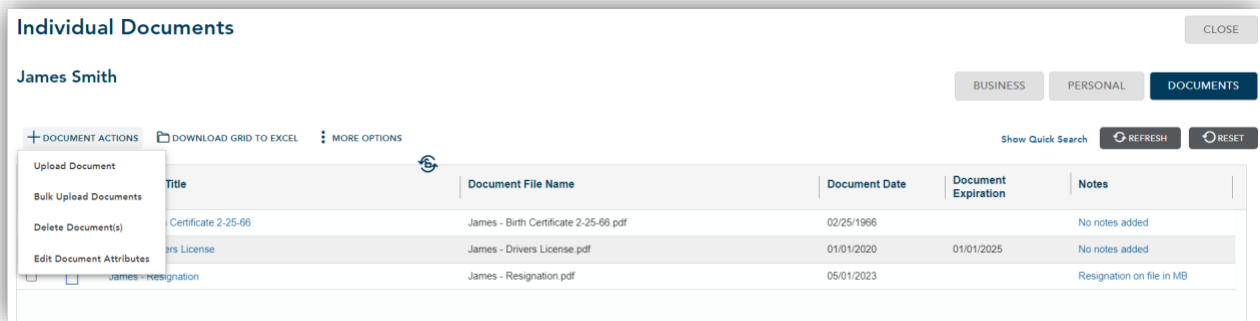 Individual Documents
CLOSE
James Smith
BUSINESS PERSONAL DOCUMENTS
DOCUMENT ACTIONS DOWNLOAD GRID TO EXCEL MORE OPTIONS Show Quick Search REFRESH RESET
Upload Document
Bulk Upload Documents
Delete Document(s)
Edit Document Attributes
Title Document File Name Document Date Document Expiration Notes
Certificate 2-25-66 James - Birth Certificate 2-25-66.pdf 02/25/1966 No notes added
License James - Drivers License.pdf 01/01/2020 01/01/2025 No notes added
James - Resignation James - Resignation.pdf 05/01/2023 Resignation on file in MB